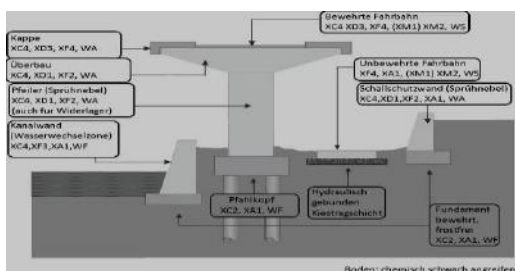 Bewehrte Fahrbahn
XC4 XD3, XF4, (XM1) XM2, WS
Kappe
XC4, XD3, XF4, WA
Überbau
XC4, XD1, XF2, WA
Unbewehrte Fahrbahn
XF4, XA1, (XM1) XM2, WS
Pfeiler (Sprühnebel)
XC4, XD1, XF2, WA
(auch für Widerlager)
Schallschutzwand (Sprühnebel)
XC4,XD1,XF2, XA1, WA
Kanalwand
(Wasserwechselzone)
XC4,XF3,XA1,WF
Pfahlkopf
XC2, XA1, WF
Hydraulisch
gebunden
Kiestragschicht
Fundament
bewehrt,
frostfrei
XC2, XA1, WF
Boden: chemisch schwach angreifen